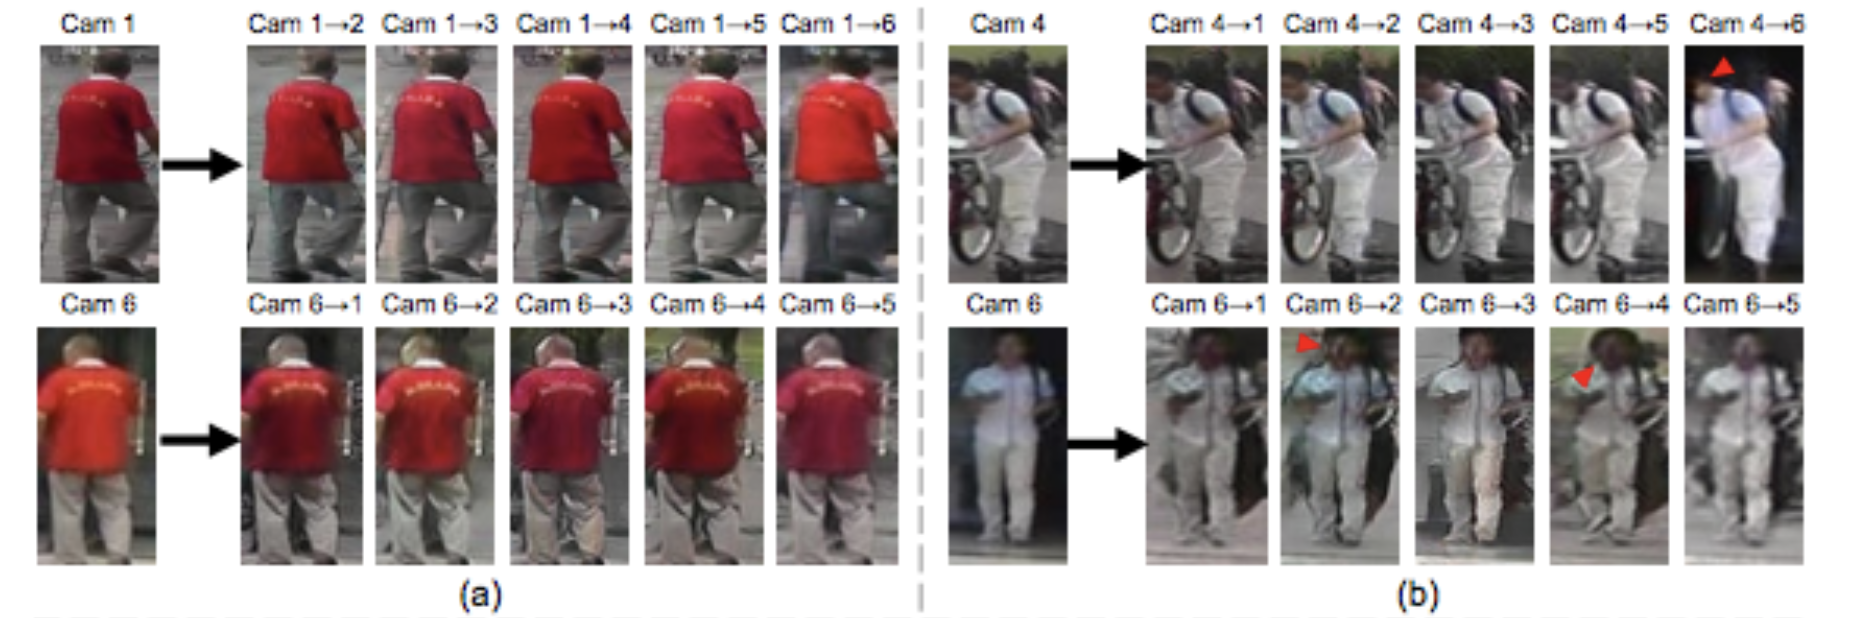 Cam 1 Cam 1→2 Cam 1→3 Cam 1→4 Cam 1→5 Cam 1→6
Cam 6 Cam 6→1 Cam 6→2 Cam 6→3 Cam 6→4 Cam 6→5
(a)
Cam 4 Cam 4→1 Cam 4→2 Cam 4→3 Cam 4→5 Cam 4→6
Cam 6 Cam 6→1 Cam 6→2 Cam 6→3 Cam 6→4 Cam 6→5
(b)